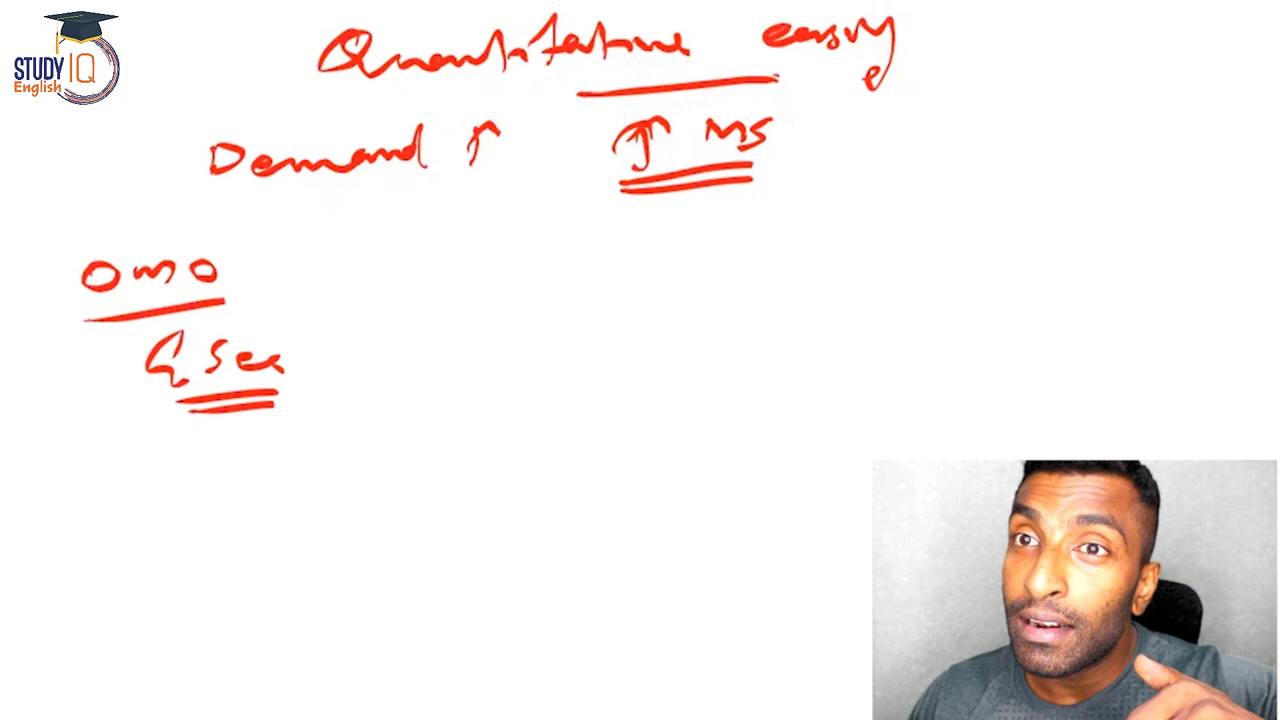 STUDY IQ
English
Quantitative easing
Demand ↑ ↑ MS
OMO
G Sec